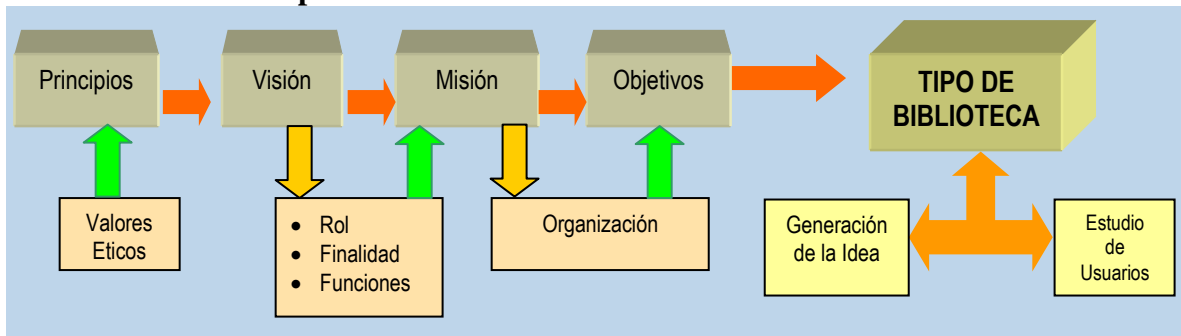 Principios
Visión
Misión
Objetivos
TIPO DE
BIBLIOTECA
Valores
Eticos
• Rol
• Finalidad
• Funciones
Organización
Generación
de la Idea
Estudio
de
Usuarios